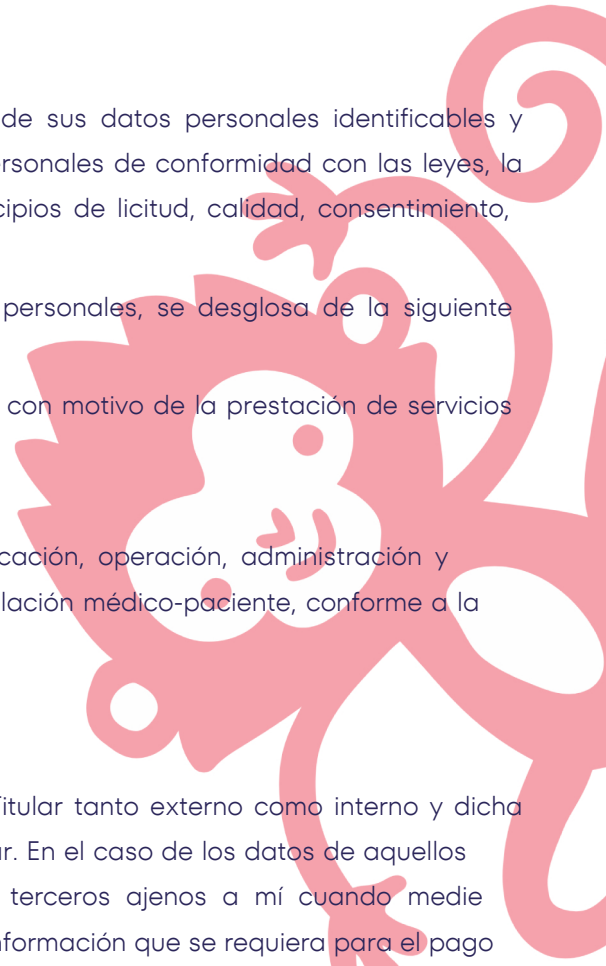 de sus datos personales identificables y
ersonales de conformidad con las leyes, la
cipios de licitud, calidad, consentimiento,
personales, se desglosa de la siguiente
con motivo de la prestación de servicios
cación, operación, administración y
lación médico-paciente, conforme a la
Titular tanto externo como interno y dicha
ar. En el caso de los datos de aquellos
terceros ajenos a mí cuando medie
nformación que se requiera para el pago